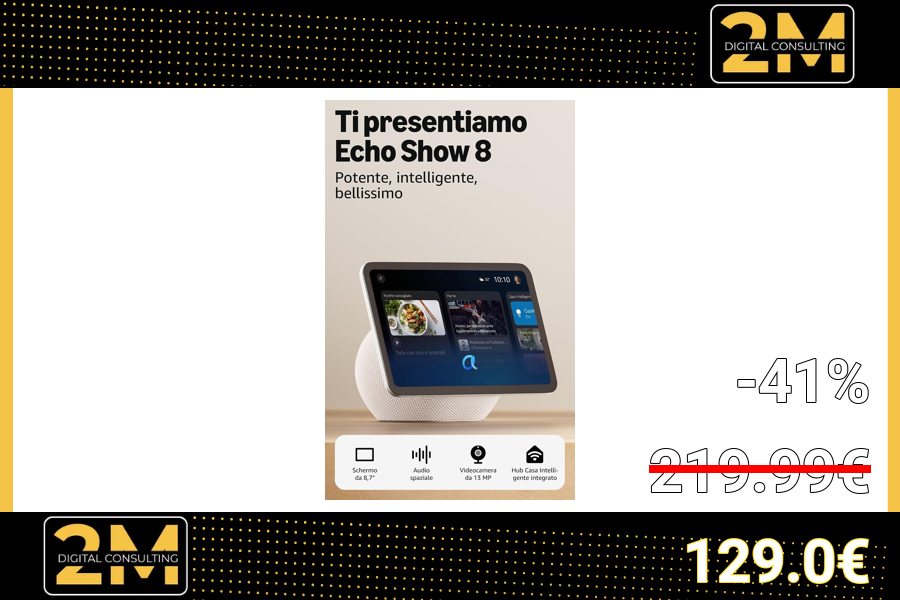 2M
DIGITAL CONSULTING
Ti presentiamo
Echo Show 8
Potente, intelligente,
bellissimo
10:10
Schermo
da 8,7"
Audio
spaziale
Videocamera
da 13 MP
Hub Casa Intelli-
gente integrato
-41%
219.99€
2M
DIGITAL CONSULTING
129.0€